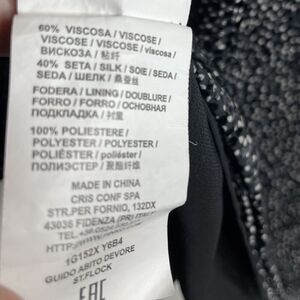 60% VISCOSA / VISCOSE /
VISCOSE / VISCOSE / viscosa /
ВИСКОЗА / 粘纤
40% SETA / SILK / SOIE / SEDA /
SEDA / ШЕЛК / 桑蚕丝
FODERA / LINING / DOUBLURE /
FORRO / FORRO / ОСНОВНАЯ
ПОДКЛАДКА / 衬里
100% POLIESTERE /
POLYESTER / POLYESTER /
POLIÉSTER / poliéster /
ПОЛИЭСТЕР / 聚酯纤维
MADE IN CHINA
CRIS CONF SPA
STR.PER FORNIO, 132DX
43036 FIDENZA (PR)
HTTP://WWW.
1G152X Y6B4
GUIDO ABITO DEVORE
ST.FLOCK
EAC